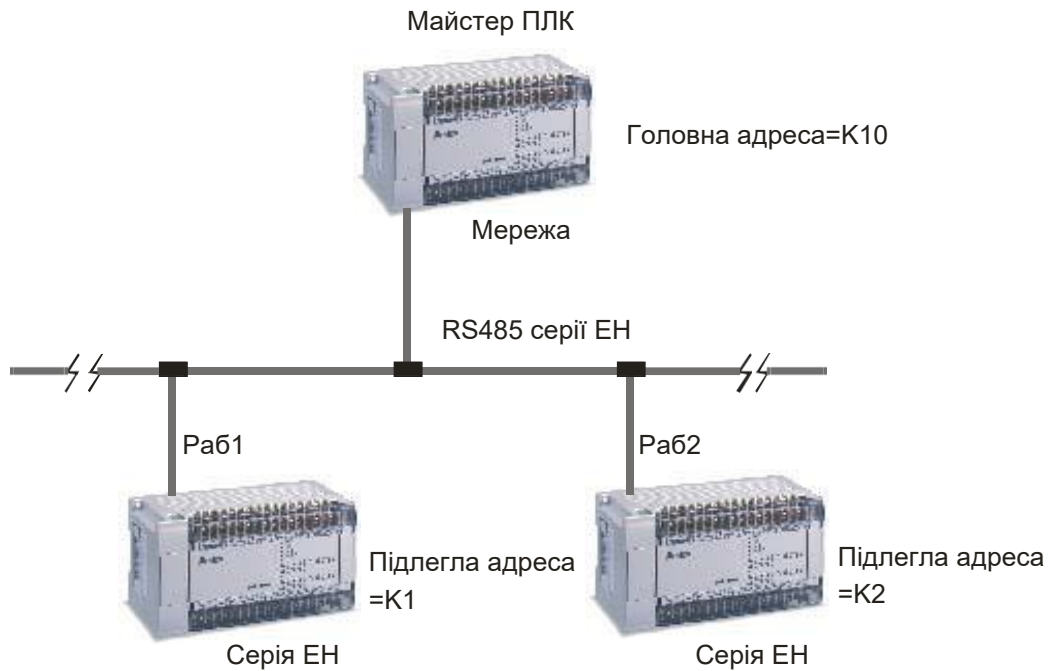 Майстер ПЛК
Головна адреса=K10
Мережа
RS485 серії EH
Раб1
Раб2
Підлегла адреса
=K1
Підлегла адреса
=K2
Серія EH
Серія EH